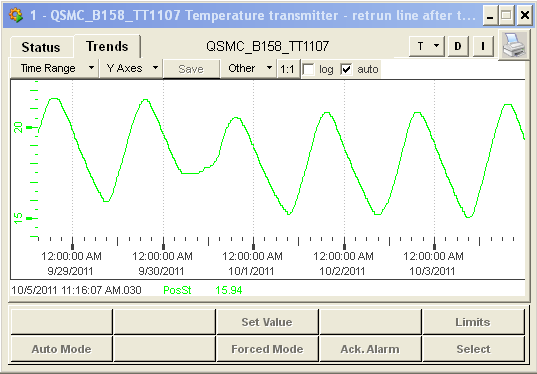 1 - QSMC_B158_TT1107 Temperature transmitter - retrun line after t...
Status Trends QSMC_B158_TT1107 T D I
Time Range Y Axes Save Other 1:1 log auto
20
15
12:00:00 AM 12:00:00 AM 12:00:00 AM 12:00:00 AM 12:00:00 AM
9/29/2011 9/30/2011 10/1/2011 10/2/2011 10/3/2011
10/5/2011 11:16:07 AM.030 PosSt 15.94
Set Value Limits
Auto Mode Forced Mode Ack. Alarm Select